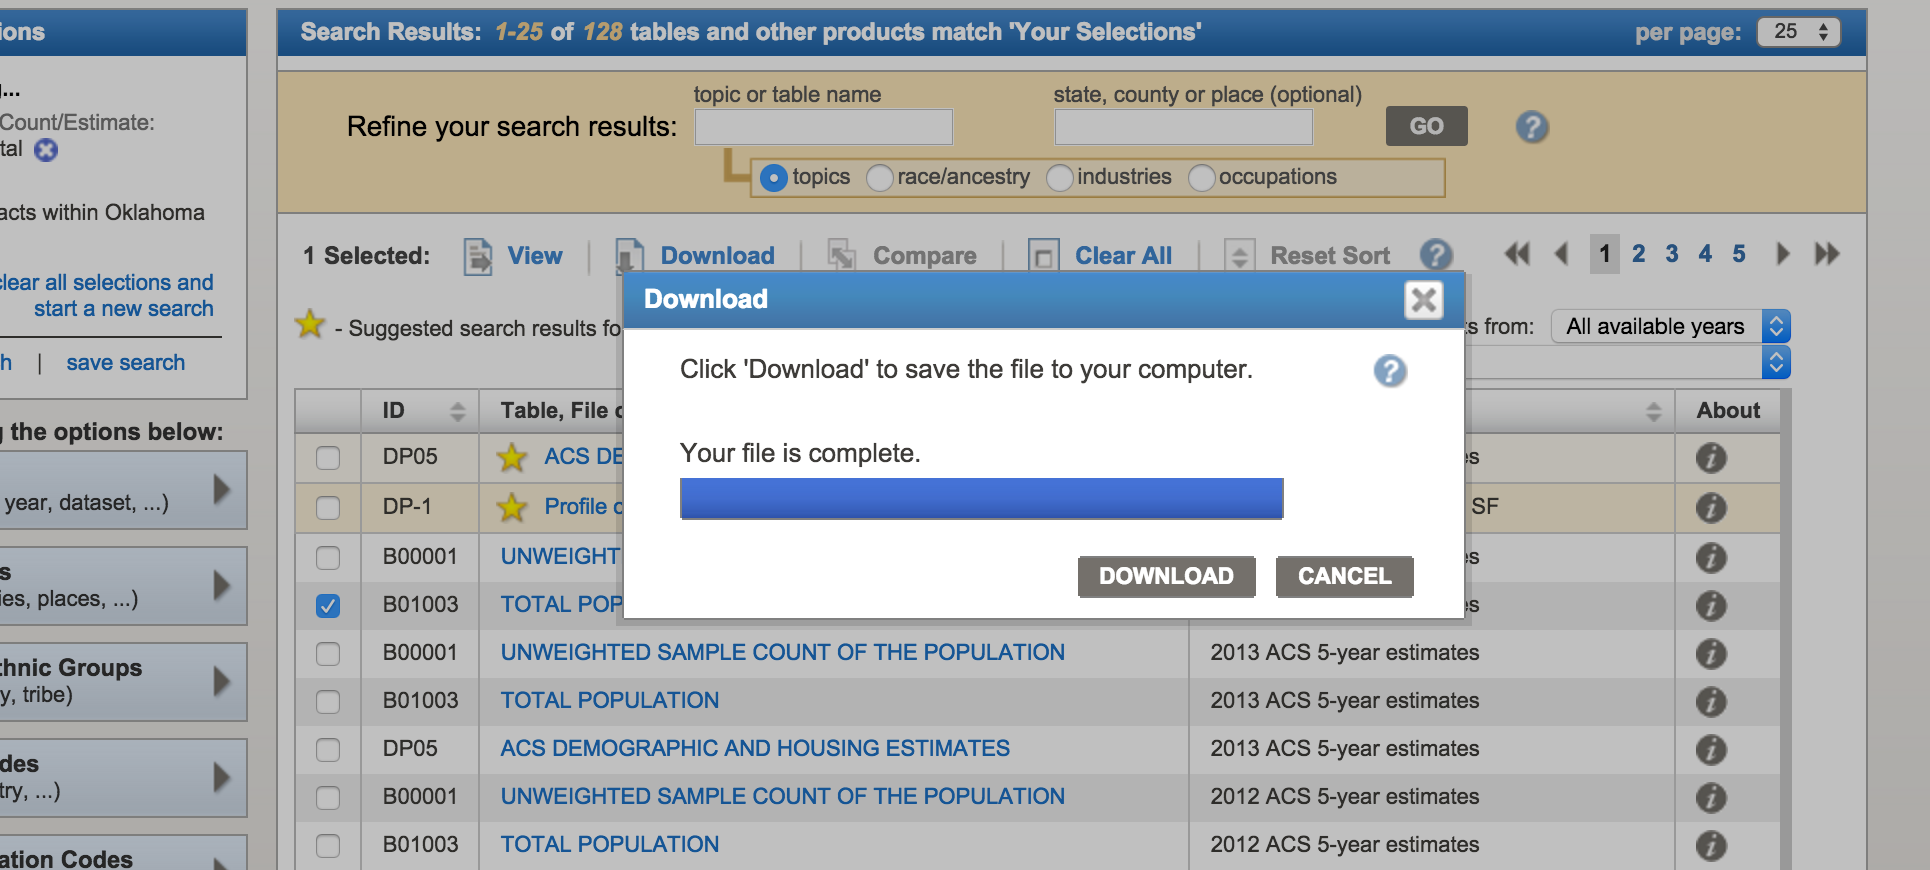 ions
Search Results: 1-25 of 128 tables and other products match 'Your Selections'
per page: 25
...
Count/Estimate:
tal
acts within Oklahoma
clear all selections and
start a new search
h | save search
g the options below:
year, dataset, ...)
s
ies, places, ...)
thnic Groups
y, tribe)
des
try, ...)
ation Codes
topic or table name
state, county or place (optional)
Refine your search results:
GO
?
topics race/ancestry industries occupations
1 Selected: View | Download | Compare | Clear All | Reset Sort ?
1 2 3 4 5
- Suggested search results fo
s from: All available years
Download
Click 'Download' to save the file to your computer.
?
Your file is complete.
DOWNLOAD CANCEL
ID Table, File o About
DP05 ACS DE es i
DP-1 Profile o SF i
B00001 UNWEIGHT es i
B01003 TOTAL POP es i
B00001 UNWEIGHTED SAMPLE COUNT OF THE POPULATION 2013 ACS 5-year estimates i
B01003 TOTAL POPULATION 2013 ACS 5-year estimates i
DP05 ACS DEMOGRAPHIC AND HOUSING ESTIMATES 2013 ACS 5-year estimates i
B00001 UNWEIGHTED SAMPLE COUNT OF THE POPULATION 2012 ACS 5-year estimates i
B01003 TOTAL POPULATION 2012 ACS 5-year estimates i